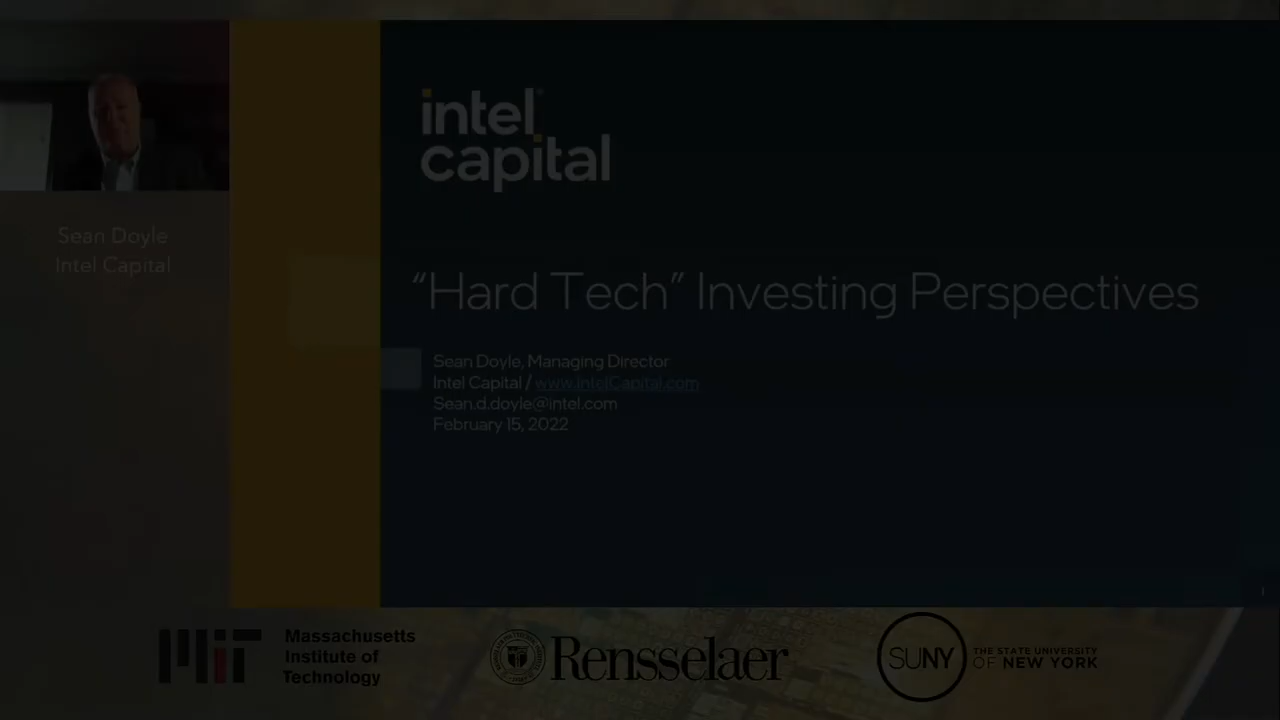 Sean Doyle
Intel Capital
intel
capital
“Hard Tech” Investing Perspectives
Sean Doyle, Managing Director
Intel Capital / www.IntelCapital.com
Sean.d.doyle@intel.com
February 15, 2022
1
MIT
Massachusetts
Institute of
Technology
Rensselaer
SUNY
THE STATE UNIVERSITY
OF NEW YORK